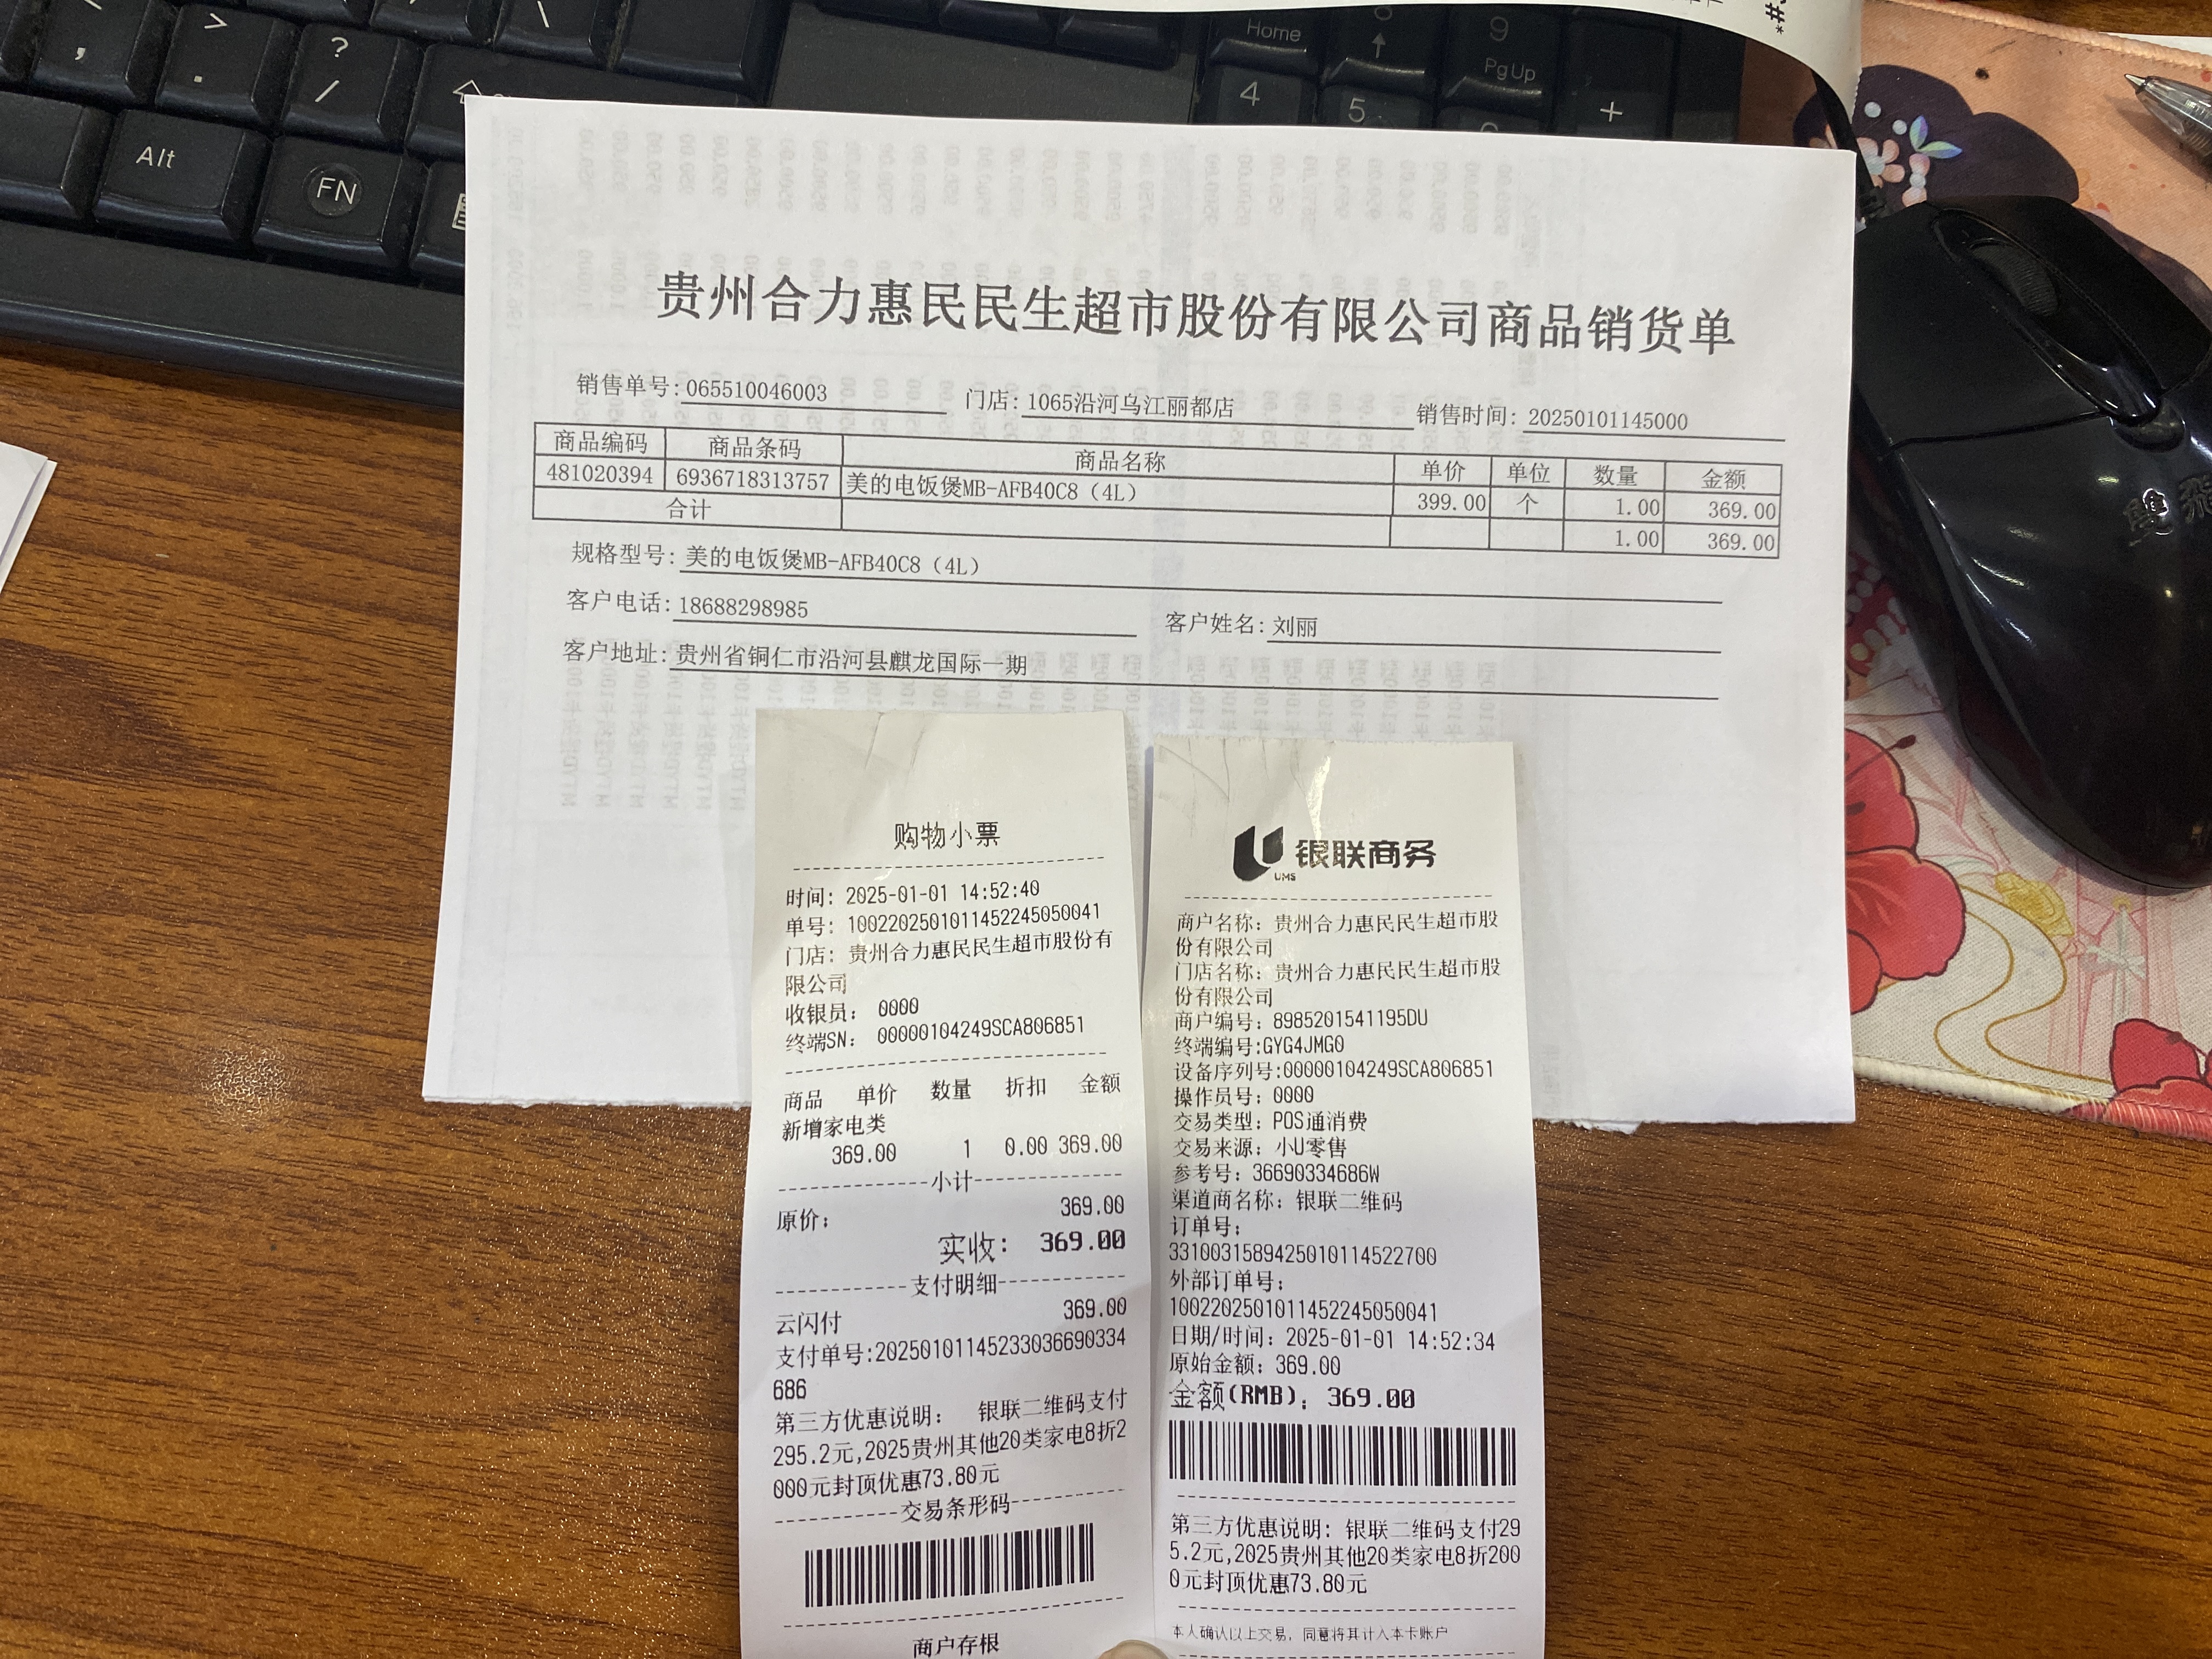 Home
9
PgUp
4
5
+
>
.
?
/
\
Alt
FN
贵州合力惠民民生超市股份有限公司商品销货单
销售单号:065510046003 门店:1065沿河乌江丽都店 销售时间:20250101145000
商品编码 商品条码 商品名称 单价 单位 数量 金额
481020394 6936718313757 美的电饭煲MB-AFB40C8（4L） 399.00 个 1.00 369.00
合计 1.00 369.00
规格型号:美的电饭煲MB-AFB40C8（4L）
客户电话:18688298985 客户姓名:刘丽
客户地址:贵州省铜仁市沿河县麒龙国际一期
购物小票
时间: 2025-01-01 14:52:40
单号: 1002202501011452245050041
门店: 贵州合力惠民民生超市股份有
限公司
收银员: 0000
终端SN: 00000104249SCA806851
商品 单价 数量 折扣 金额
新增家电类
369.00 1 0.00 369.00
小计
原价: 369.00
实收: 369.00
支付明细
云闪付 369.00
支付单号:20250101145233036690334
686
第三方优惠说明: 银联二维码支付
295.2元,2025贵州其他20类家电8折2
000元封顶优惠73.80元
交易条形码
商户存根
银联商务
UMS
商户名称: 贵州合力惠民民生超市股
份有限公司
门店名称: 贵州合力惠民民生超市股
份有限公司
商户编号: 8985201541195DU
终端编号:GYG4JMG0
设备序列号:00000104249SCA806851
操作员号: 0000
交易类型: POS通消费
交易来源: 小U零售
参考号: 36690334686W
渠道商名称: 银联二维码
订单号:
33100315894250101145227​00
外部订单号:
1002202501011452245050041
日期/时间: 2025-01-01 14:52:34
原始金额: 369.00
金额(RMB): 369.00
第三方优惠说明: 银联二维码支付29
5.2元,2025贵州其他20类家电8折200
0元封顶优惠73.80元
本人确认以上交易, 同意将其计入本卡账户
雙飛